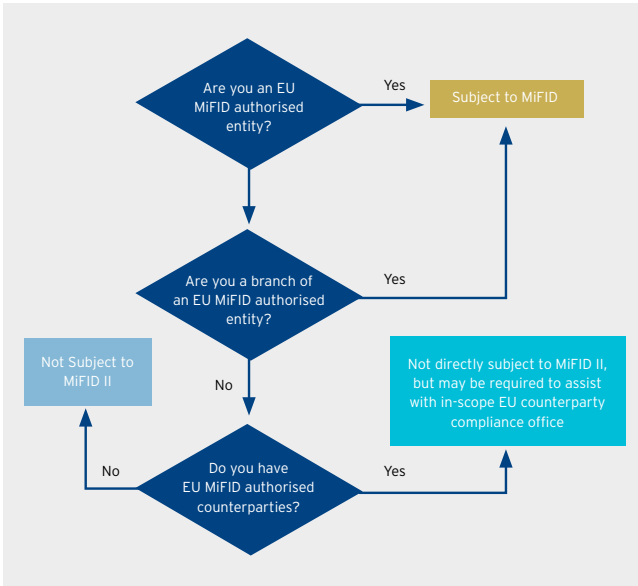 Are you an EU
MiFID authorised
entity?
Yes
Subject to MiFID
Are you a branch of
an EU MiFID authorised
entity?
Yes
Not Subject to
MiFID II
No
Not directly subject to MiFID II,
but may be required to assist
with in-scope EU counterparty
compliance office
Do you have
EU MiFID authorised
counterparties?
No
Yes